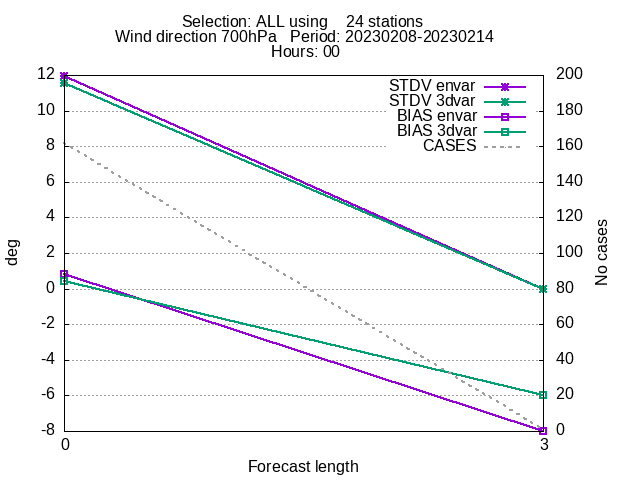 Selection: ALL using    24 stations
Wind direction 700hPa   Period: 20230208-20230214
Hours: 00
STDV envar
STDV 3dvar
BIAS envar
BIAS 3dvar
CASES
12
10
8
6
4
2
0
-2
-4
-6
-8
deg
200
180
160
140
120
100
80
60
40
20
0
No cases
0
3
Forecast length